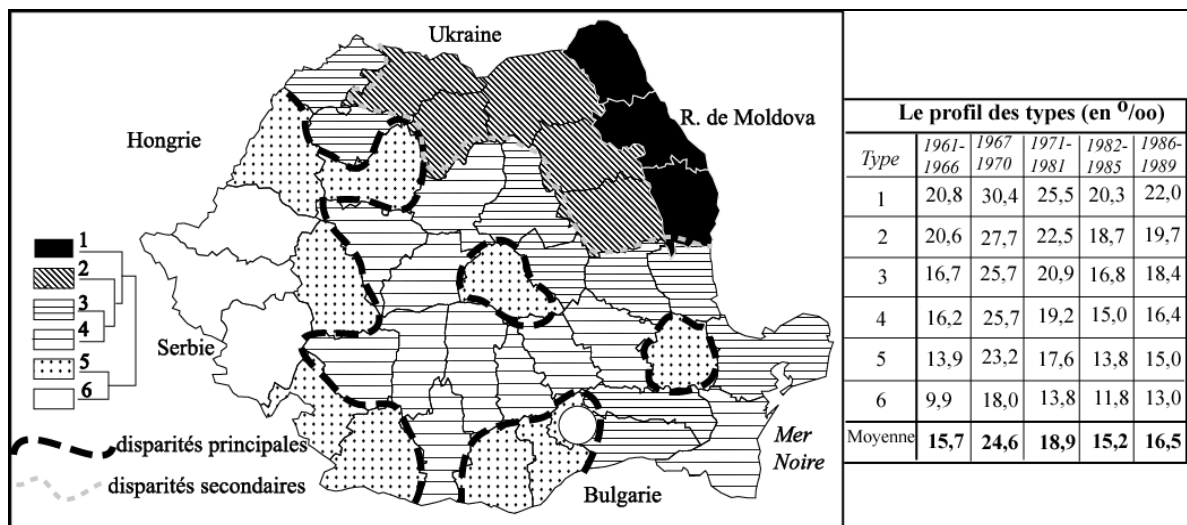 Ukraine
R. de Moldova
Hongrie
Serbie
Bulgarie
Mer
Noire
1
2
3
4
5
6
disparités principales
disparités secondaires
Le profil des types (en º/oo)
Type 1961-1966 1967 1970 1971-1981 1982-1985 1986-1989
1 20,8 30,4 25,5 20,3 22,0
2 20,6 27,7 22,5 18,7 19,7
3 16,7 25,7 20,9 16,8 18,4
4 16,2 25,7 19,2 15,0 16,4
5 13,9 23,2 17,6 13,8 15,0
6 9,9 18,0 13,8 11,8 13,0
Moyenne 15,7 24,6 18,9 15,2 16,5